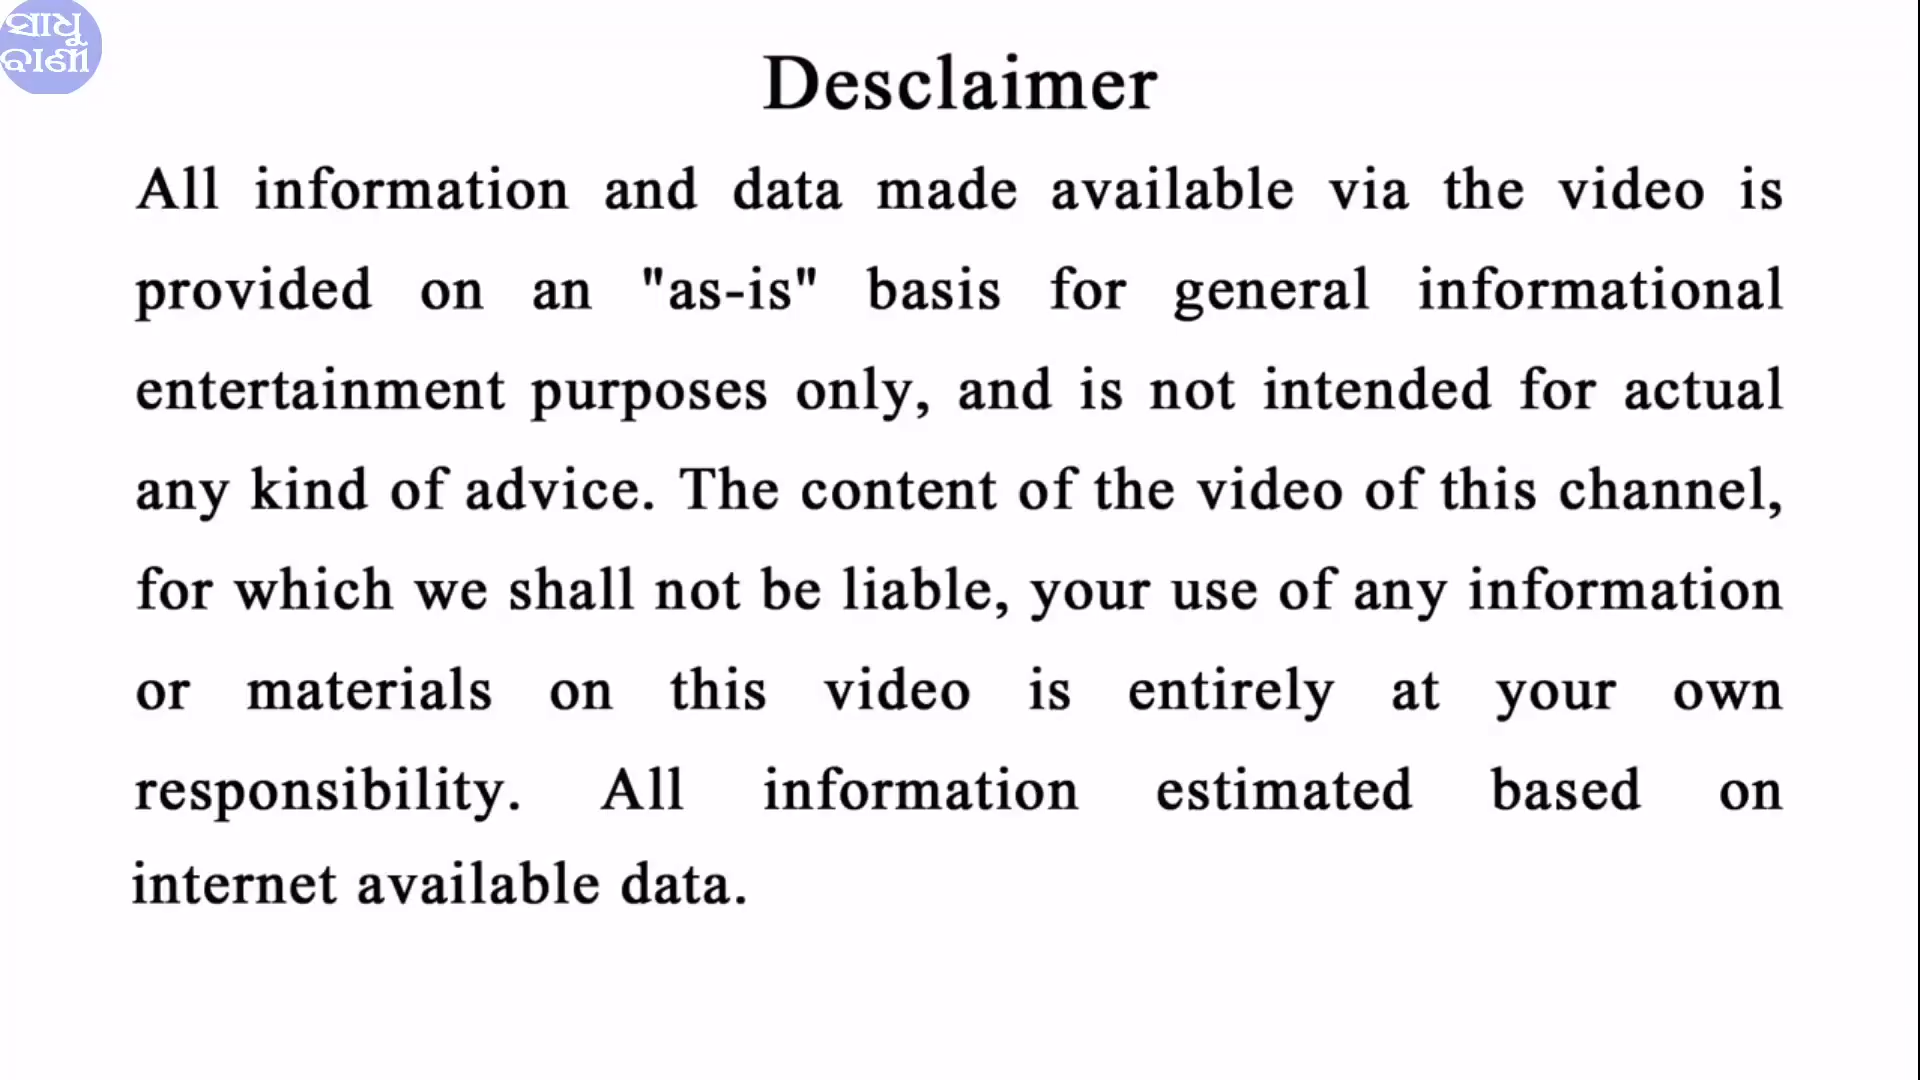 ସାଧୁ
ବାଣୀ
Desclaimer
All information and data made available via the video is
provided on an "as-is" basis for general informational
entertainment purposes only, and is not intended for actual
any kind of advice. The content of the video of this channel,
for which we shall not be liable, your use of any information
or materials on this video is entirely at your own
responsibility. All information estimated based on
internet available data.